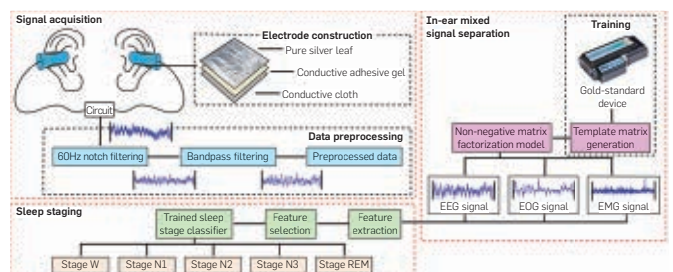 Signal acquisition
Electrode construction
Pure silver leaf
Conductive adhesive gel
Conductive cloth
Circuit
Data preprocessing
60Hz notch filtering
Bandpass filtering
Preprocessed data
In-ear mixed
signal separation
Training
Gold-standard
device
Non-negative matrix
factorization model
Template matrix
generation
EEG signal
EOG signal
EMG signal
Sleep staging
Trained sleep
stage classifier
Feature
selection
Feature
extraction
Stage W
Stage N1
Stage N2
Stage N3
Stage REM